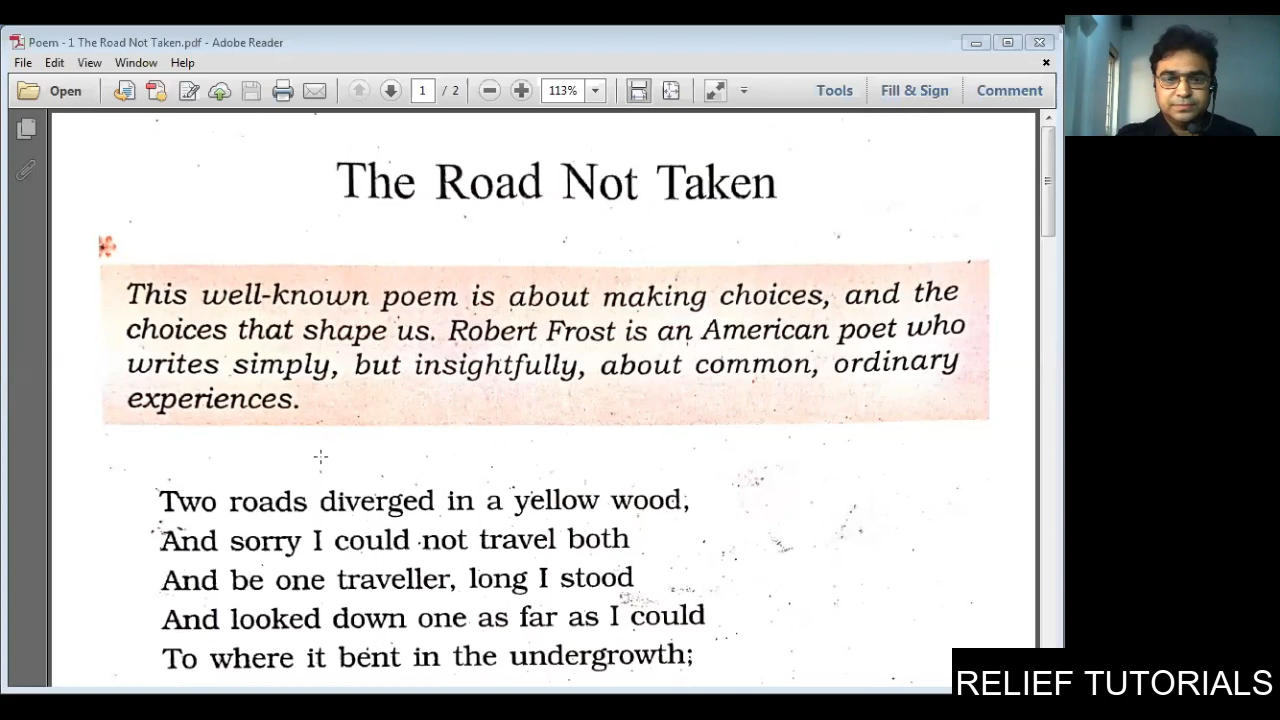 Poem - 1 The Road Not Taken.pdf - Adobe Reader
File Edit View Window Help
Open 1 / 2 113% Tools Fill & Sign Comment
The Road Not Taken
This well-known poem is about making choices, and the
choices that shape us. Robert Frost is an American poet who
writes simply, but insightfully, about common, ordinary
experiences.
Two roads diverged in a yellow wood,
And sorry I could not travel both
And be one traveller, long I stood
And looked down one as far as I could
To where it bent in the undergrowth;
RELIEF TUTORIALS